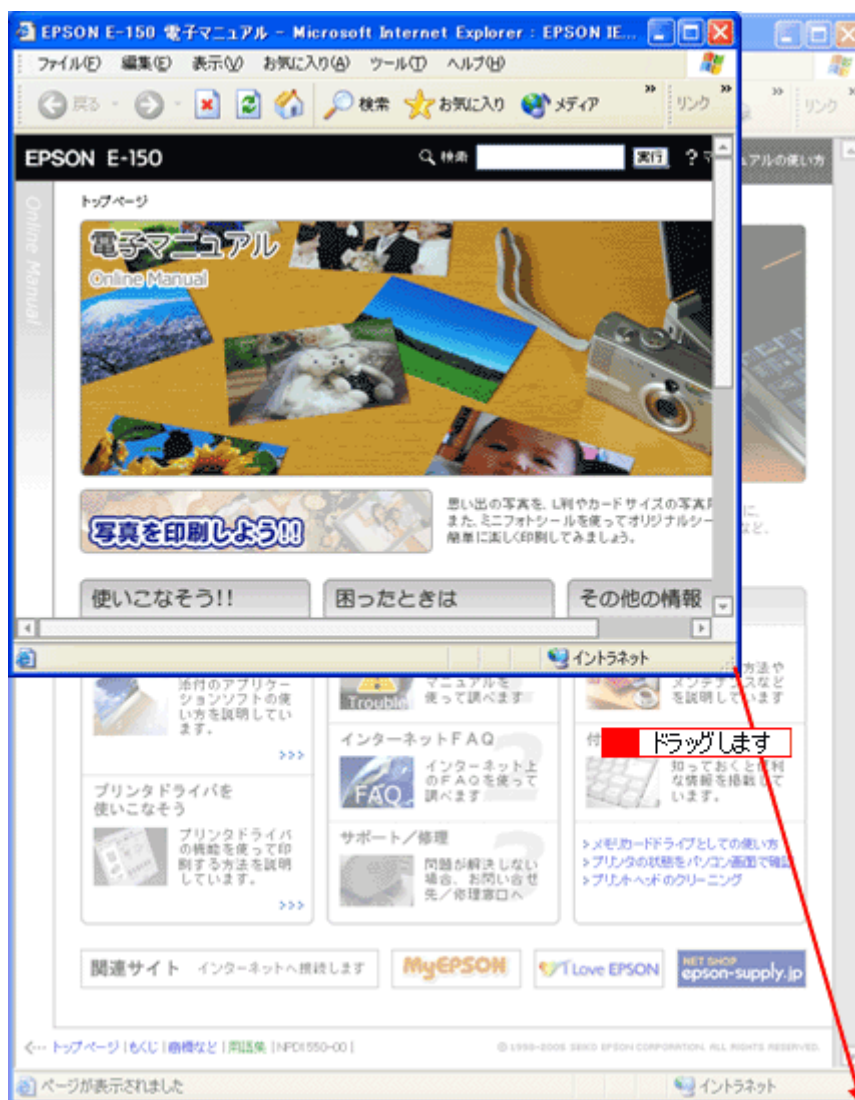 EPSON E-150 電子マニュアル - Microsoft Internet Explorer : EPSON IE...
ファイル(F) 編集(E) 表示(V) お気に入り(A) ツール(T) ヘルプ(H)
戻る 検索 お気に入り メディア » リンク »
» リンク »
EPSON E-150 検索 実行 ? マ
ュアルの使い方
Online Manual
トップページ
電子マニュアル
Online Manual
写真を印刷しよう!!
思い出の写真を、L判やカードサイズの写真
また、ミニフォトシールを使ってオリジナルシー
簡単に楽しく印刷してみましょう。
に、
など、
使いこなそう!! 困ったときは その他の情報
イントラネット
添付のアプリケー
ションソフトの使
い方を説明してい
ます。
>>>
プリンタドライバを
使いこなそう
プリンタドライバ
の機能を使って印
刷する方法を説明
しています。
>>>
Trouble
マニュアルを
使って調べます
インターネットFAQ
FAQ
インターネット上
のFAQを使って
調べます
サポート/修理
問題が解決しない
場合、お問い合せ
先/修理窓口へ
方法や
メンテナンスなど
を説明しています
付
ドラッグします
知っておくと便利
な情報を掲載して
います。
>メモリカードドライブとしての使い方
>プリンタの状態をパソコン画面で確認
>プリントヘッドのクリーニング
関連サイト インターネットへ接続します MyEPSON I Love EPSON NET SHOP epson-supply.jp
<--- トップページ | もくじ | 商標など | 用語集 | NPD1550-00 |
ALL RIGHTS RESERVED.
ページが表示されました イントラネット